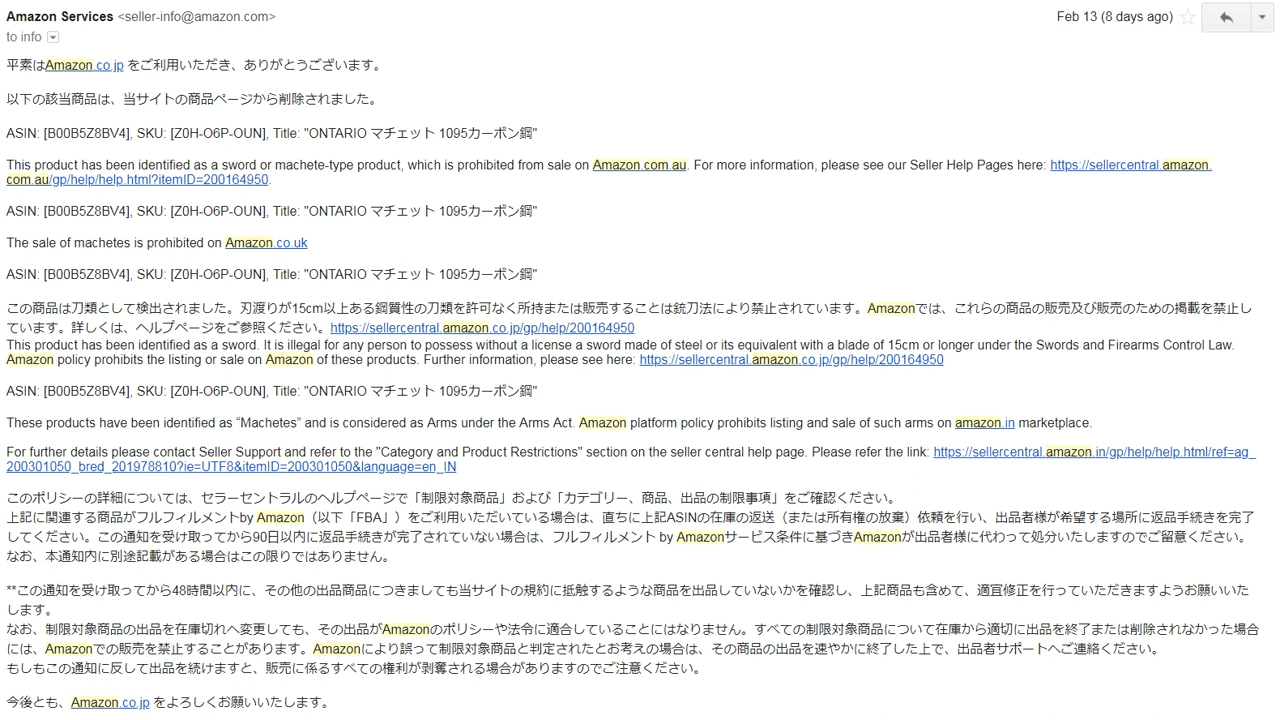 Amazon Services <seller-info@amazon.com>
Feb 13 (8 days ago)
to info
平素はAmazon.co.jp をご利用いただき、ありがとうございます。
以下の該当商品は、当サイトの商品ページから削除されました。
ASIN: [B00B5Z8BV4], SKU: [Z0H-O6P-OUN], Title: "ONTARIO マチェット 1095カーボン鋼"
This product has been identified as a sword or machete-type product, which is prohibited from sale on Amazon.com.au. For more information, please see our Seller Help Pages here: https://sellercentral.amazon.
com.au/gp/help/help.html?itemID=200164950.
ASIN: [B00B5Z8BV4], SKU: [Z0H-O6P-OUN], Title: "ONTARIO マチェット 1095カーボン鋼"
The sale of machetes is prohibited on Amazon.co.uk
ASIN: [B00B5Z8BV4], SKU: [Z0H-O6P-OUN], Title: "ONTARIO マチェット 1095カーボン鋼"
この商品は刀類として検出されました。刃渡りが15cm以上ある鋼質性の刀類を許可なく所持または販売することは銃刀法により禁止されています。Amazonでは、これらの商品の販売及び販売のための掲載を禁止し
ています。詳しくは、ヘルプページをご参照ください。https://sellercentral.amazon.co.jp/gp/help/200164950
This product has been identified as a sword. It is illegal for any person to possess without a license a sword made of steel or its equivalent with a blade of 15cm or longer under the Swords and Firearms Control Law.
Amazon policy prohibits the listing or sale on Amazon of these products. Further information, please see here: https://sellercentral.amazon.co.jp/gp/help/200164950
ASIN: [B00B5Z8BV4], SKU: [Z0H-O6P-OUN], Title: "ONTARIO マチェット 1095カーボン鋼"
These products have been identified as “Machetes” and is considered as Arms under the Arms Act. Amazon platform policy prohibits listing and sale of such arms on amazon.in marketplace.
For further details please contact Seller Support and refer to the "Category and Product Restrictions" section on the seller central help page. Please refer the link: https://sellercentral.amazon.in/gp/help/help.html/ref=ag_
200301050_bred_201978810?ie=UTF8&itemID=200301050&language=en_IN
このポリシーの詳細については、セラーセントラルのヘルプページで「制限対象商品」および「カテゴリー、商品、出品の制限事項」をご確認ください。
上記に関連する商品がフルフィルメントby Amazon（以下「FBA」）をご利用いただいている場合は、直ちに上記ASINの在庫の返送（または所有権の放棄）依頼を行い、出品者様が希望する場所に返品手続きを完了
してください。この通知を受け取ってから90日以内に返品手続きが完了されていない場合は、フルフィルメント by Amazonサービス条件に基づきAmazonが出品者様に代わって処分いたしますのでご留意ください。
なお、本通知内に別途記載がある場合はこの限りではありません。
**この通知を受け取ってから48時間以内に、その他の出品商品につきましても当サイトの規約に抵触するような商品を出品していないかを確認し、上記商品も含めて、適宜修正を行っていただきますようお願いいた
します。
なお、制限対象商品の出品を在庫切れへ変更しても、その出品がAmazonのポリシーや法令に適合していることにはなりません。すべての制限対象商品について在庫から適切に出品を終了または削除されなかった場合
には、Amazonでの販売を禁止することがあります。Amazonにより誤って制限対象商品と判定されたとお考えの場合は、その商品の出品を速やかに終了した上で、出品者サポートへご連絡ください。
もしもこの通知に反して出品を続けますと、販売に係るすべての権利が剥奪される場合がありますのでご注意ください。
今後とも、Amazon.co.jp をよろしくお願いいたします。